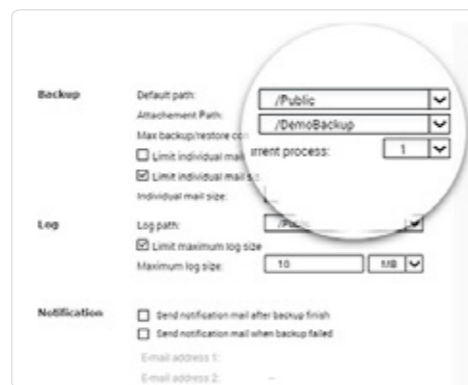 Backup
Default path: /Public
Attachement Path: /DemoBackup
Max backup/restore con rrent process: 1
Limit individual mail
Limit individual mail
Individual mail size:
Log
Log path:
Limit maximum log size
Maximum log size: 10 MB
Notification
Send notification mail after backup finish
Send notification mail when backup failed
E-mail address 1:
E-mail address 2: